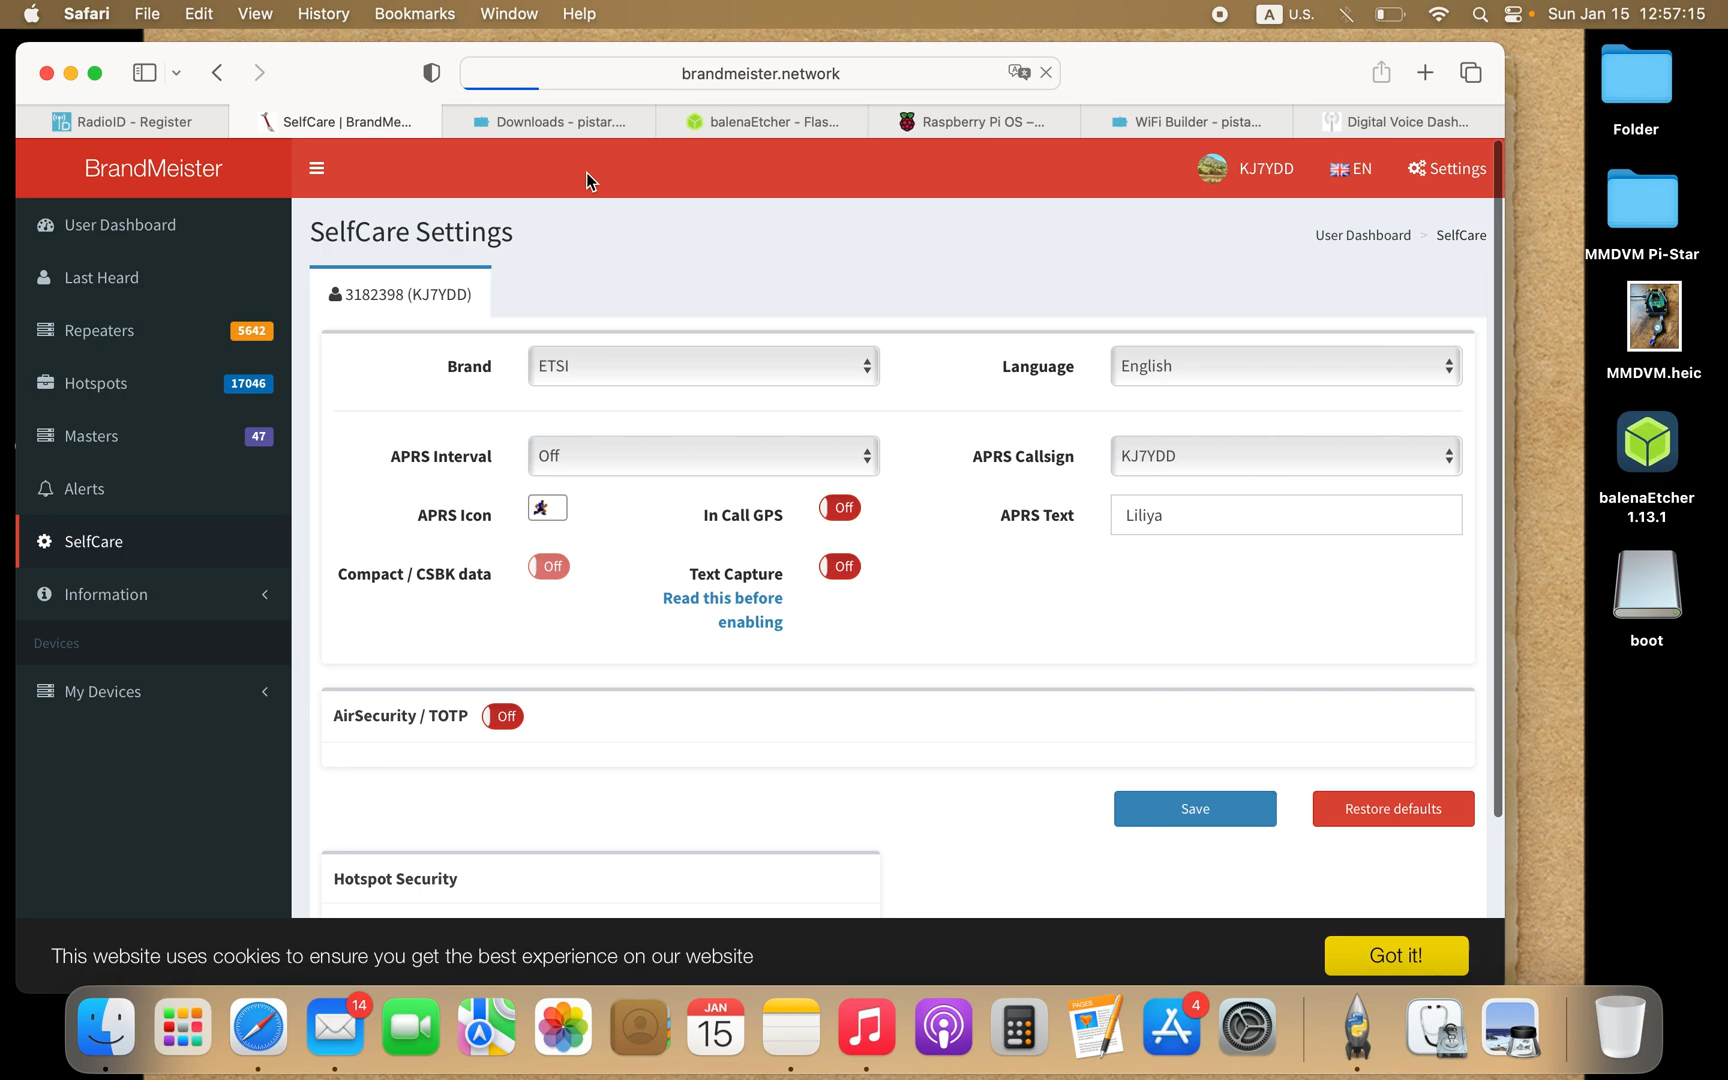 Safari File Edit View History Bookmarks Window Help
A U.S. Sun Jan 15 12:57:15
brandmeister.network
RadioID - Register
SelfCare | BrandMe...
Downloads - pistar....
balenaEtcher - Flas...
Raspberry Pi OS –...
WiFi Builder - pista...
Digital Voice Dash...
BrandMeister
KJ7YDD
EN
Settings
User Dashboard
Last Heard
Repeaters 5642
Hotspots 17046
Masters 47
Alerts
SelfCare
Information
Devices
My Devices
SelfCare Settings
User Dashboard > SelfCare
3182398 (KJ7YDD)
Brand ETSI Language English
APRS Interval Off APRS Callsign KJ7YDD
APRS Icon In Call GPS Off APRS Text Liliya
Compact / CSBK data Off Text Capture Off
Read this before
enabling
AirSecurity / TOTP Off
Save Restore defaults
Hotspot Security
This website uses cookies to ensure you get the best experience on our website Got it!
Folder
MMDVM Pi-Star
MMDVM.heic
balenaEtcher
1.13.1
boot
14
JAN
15
4
PAGES